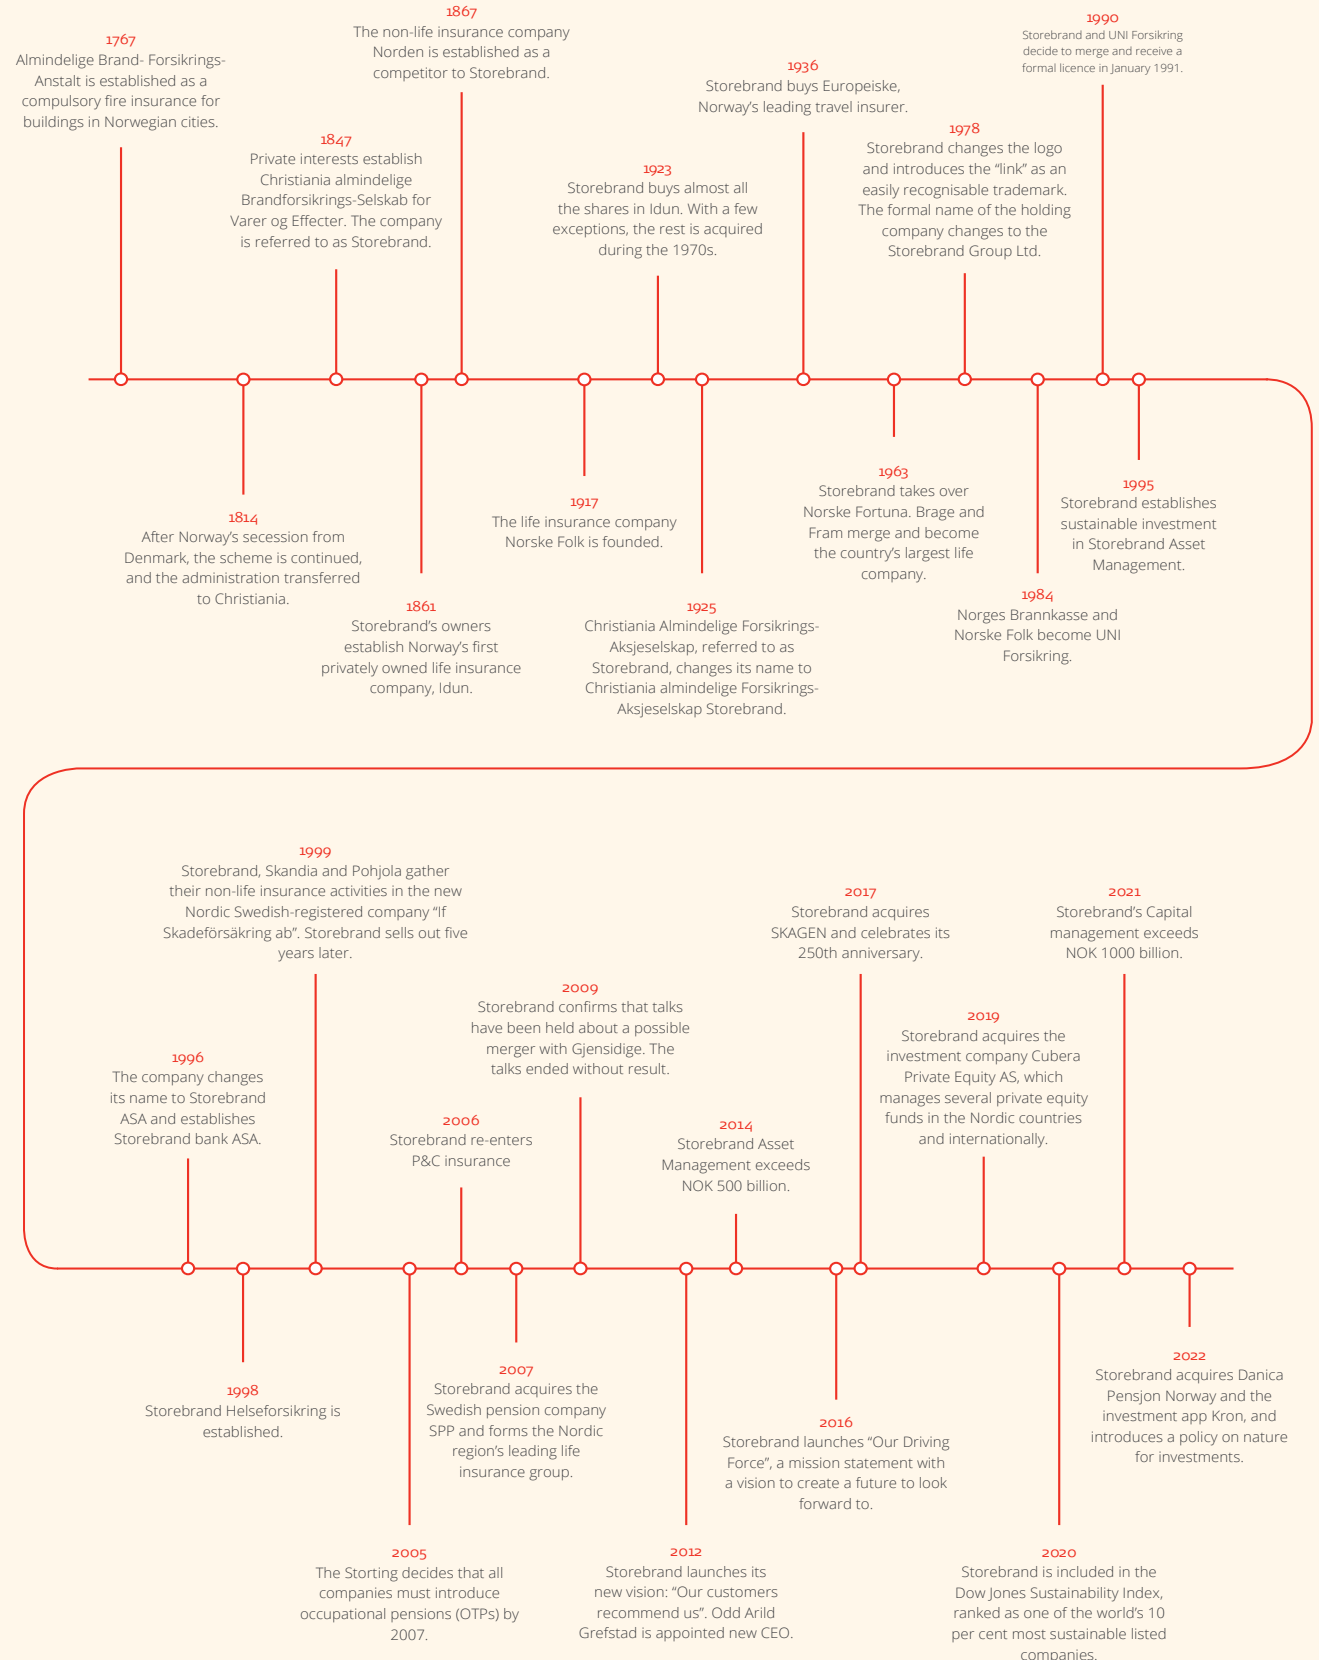 1767
Almindelige Brand- Forsikrings-
Anstalt is established as a
compulsory fire insurance for
buildings in Norwegian cities.
1814
After Norway's secession from
Denmark, the scheme is continued,
and the administration transferred
to Christiania.
1847
Private interests establish
Christiania almindelige
Brandforsikrings-Selskab for
Varer og Effecter. The company
is referred to as Storebrand.
1861
Storebrand's owners
establish Norway's first
privately owned life insurance
company, Idun.
1867
The non-life insurance company
Norden is established as a
competitor to Storebrand.
1917
The life insurance company
Norske Folk is founded.
1923
Storebrand buys almost all
the shares in Idun. With a few
exceptions, the rest is acquired
during the 1970s.
1925
Christiania Almindelige Forsikrings-
Aksjeselskap, referred to as
Storebrand, changes its name to
Christiania almindelige Forsikrings-
Aksjeselskap Storebrand.
1936
Storebrand buys Europeiske,
Norway's leading travel insurer.
1963
Storebrand takes over
Norske Fortuna. Brage and
Fram merge and become
the country's largest life
company.
1978
Storebrand changes the logo
and introduces the "link" as an
easily recognisable trademark.
The formal name of the holding
company changes to the
Storebrand Group Ltd.
1984
Norges Brannkasse and
Norske Folk become UNI
Forsikring.
1990
Storebrand and UNI Forsikring
decide to merge and receive a
formal licence in January 1991.
1995
Storebrand establishes
sustainable investment
in Storebrand Asset
Management.
1996
The company changes
its name to Storebrand
ASA and establishes
Storebrand bank ASA.
1998
Storebrand Helseforsikring is
established.
1999
Storebrand, Skandia and Pohjola gather
their non-life insurance activities in the new
Nordic Swedish-registered company "If
Skadeförsäkring ab". Storebrand sells out five
years later.
2005
The Storting decides that all
companies must introduce
occupational pensions (OTPs) by
2007.
2006
Storebrand re-enters
P&C insurance
2007
Storebrand acquires the
Swedish pension company
SPP and forms the Nordic
region's leading life
insurance group.
2009
Storebrand confirms that talks
have been held about a possible
merger with Gjensidige. The
talks ended without result.
2012
Storebrand launches its
new vision: "Our customers
recommend us". Odd Arild
Grefstad is appointed new CEO.
2014
Storebrand Asset
Management exceeds
NOK 500 billion.
2016
Storebrand launches "Our Driving
Force", a mission statement with
a vision to create a future to look
forward to.
2017
Storebrand acquires
SKAGEN and celebrates its
250th anniversary.
2019
Storebrand acquires the
investment company Cubera
Private Equity AS, which
manages several private equity
funds in the Nordic countries
and internationally.
2020
Storebrand is included in the
Dow Jones Sustainability Index,
ranked as one of the world's 10
per cent most sustainable listed
companies.
2021
Storebrand's Capital
management exceeds
NOK 1000 billion.
2022
Storebrand acquires Danica
Pensjon Norway and the
investment app Kron, and
introduces a policy on nature
for investments.